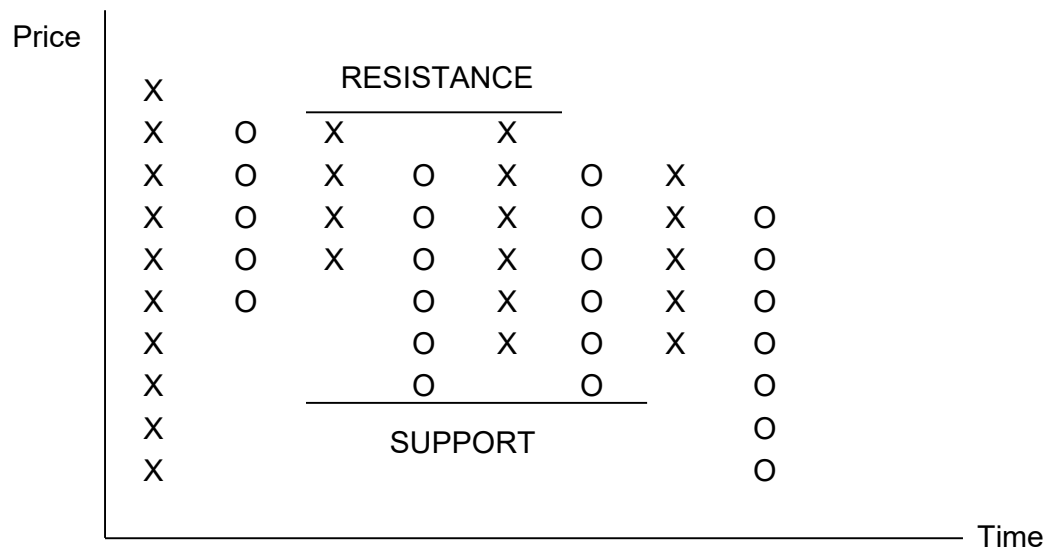 Price
RESISTANCE
X
X O X X
X O X O X O X
X O X O X O X O
X O X O X O X O
X O O X O X O
X O X O X O
X O O O
X O
SUPPORT
X O
Time